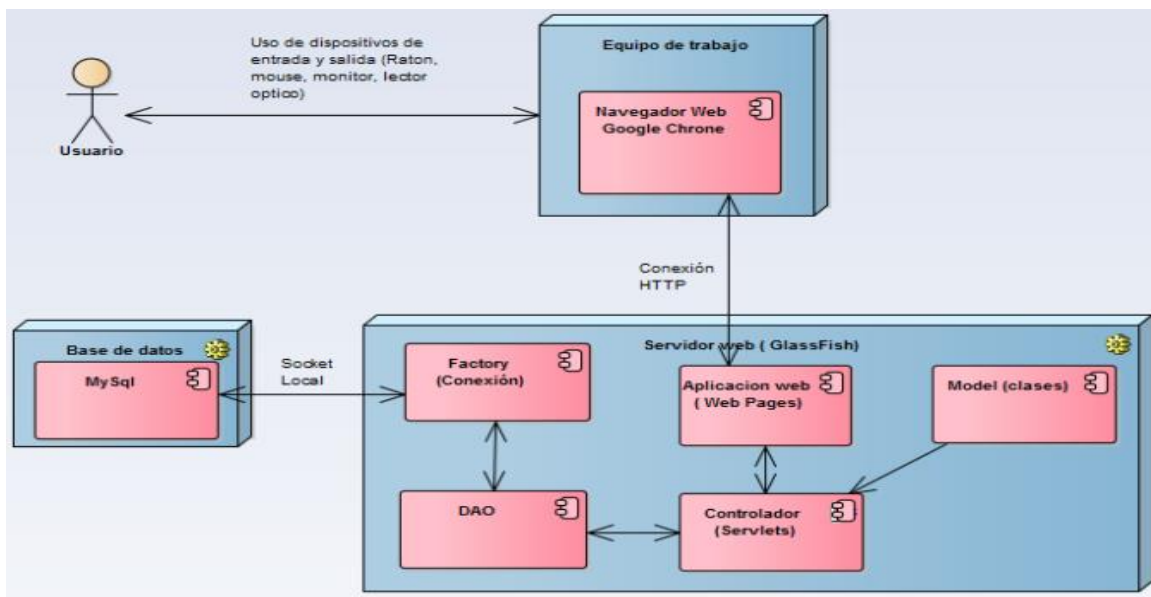 Uso de dispositivos de
entrada y salida (Raton,
mouse, monitor, lector
optico)
Usuario
Equipo de trabajo
Navegador Web
Google Chrone
Conexión
HTTP
Base de datos
MySql
Socket
Local
Servidor web ( GlassFish)
Factory
(Conexión)
Aplicacion web
( Web Pages)
Model (clases)
DAO
Controlador
(Servlets)